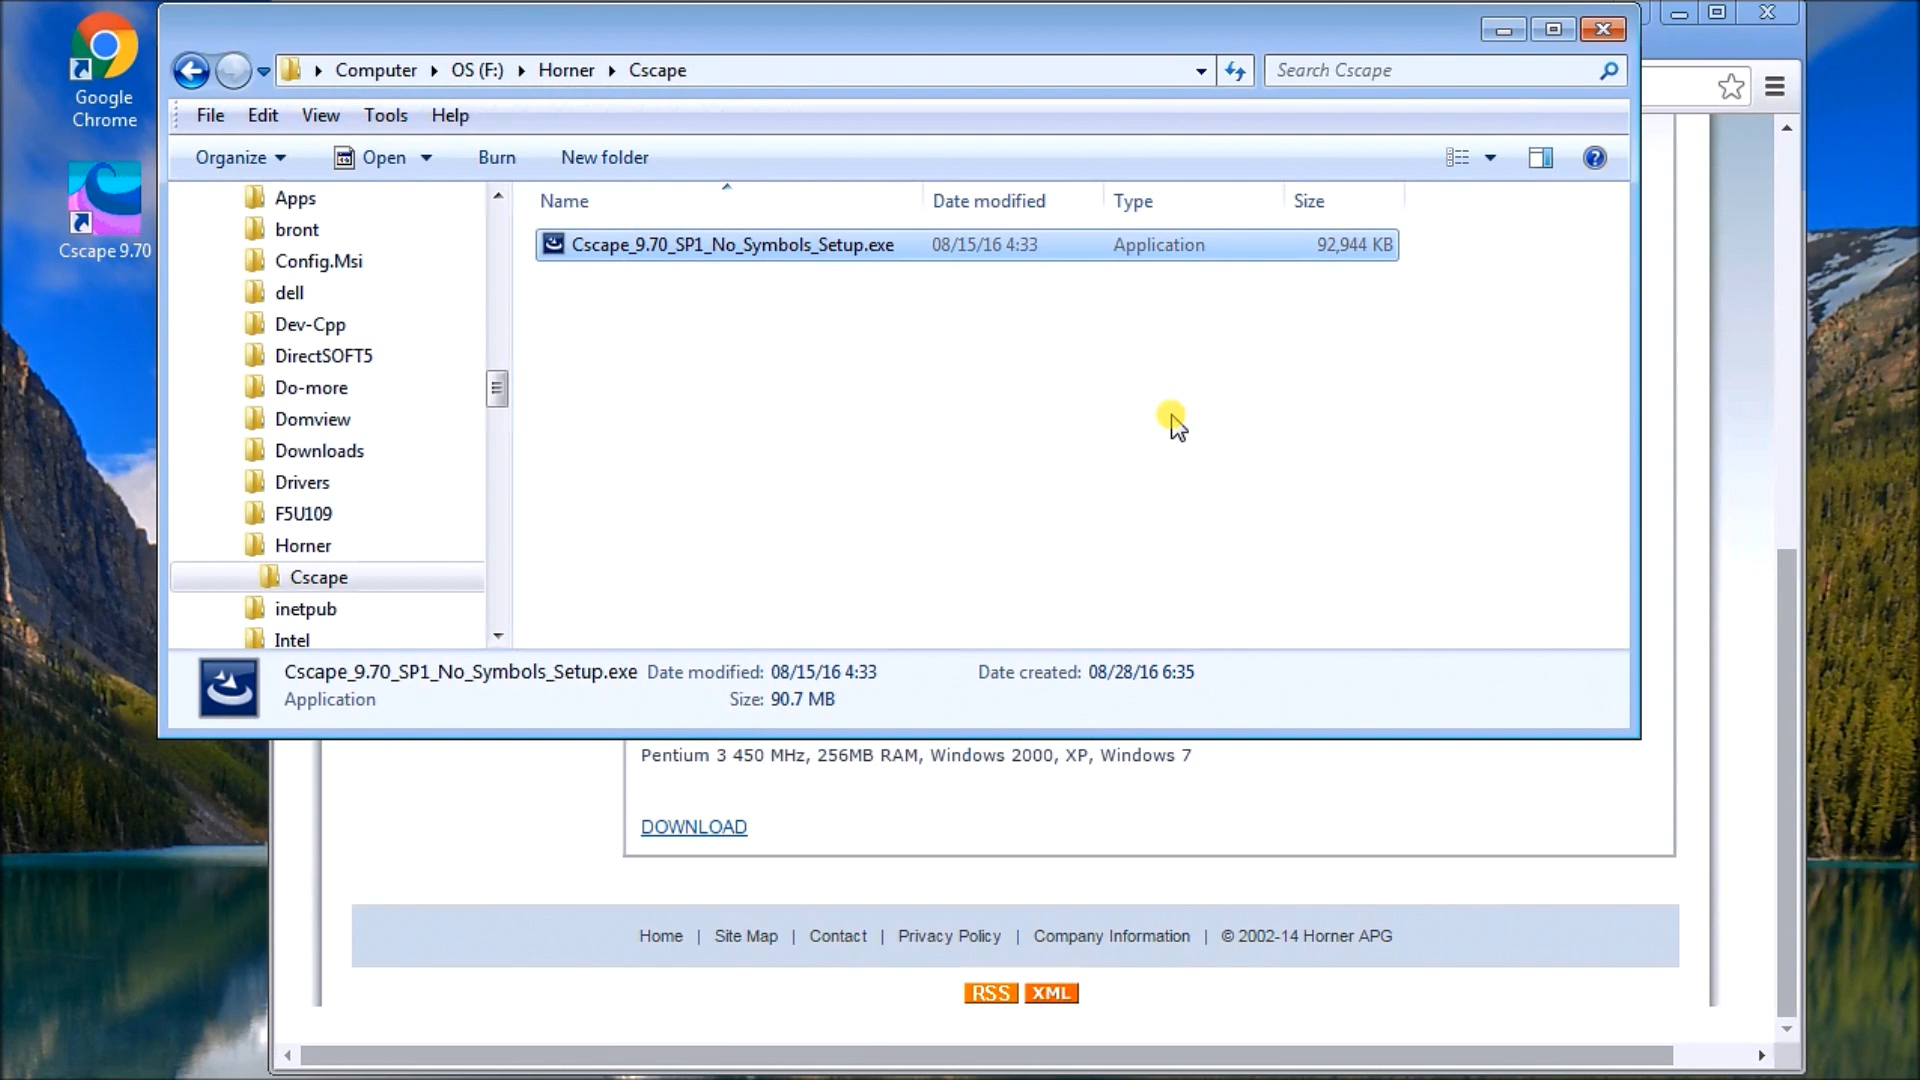 Google
Chrome
Cscape 9.70
Computer OS (F:) Horner Cscape
Search Cscape
File Edit View Tools Help
Organize Open Burn New folder
Apps
bront
Config.Msi
dell
Dev-Cpp
DirectSOFT5
Do-more
Domview
Downloads
Drivers
F5U109
Horner
Cscape
inetpub
Intel
Name Date modified Type Size
Cscape_9.70_SP1_No_Symbols_Setup.exe 08/15/16 4:33 Application 92,944 KB
Cscape_9.70_SP1_No_Symbols_Setup.exe Date modified: 08/15/16 4:33 Date created: 08/28/16 6:35
Application Size: 90.7 MB
Pentium 3 450 MHz, 256MB RAM, Windows 2000, XP, Windows 7
DOWNLOAD
Home | Site Map | Contact | Privacy Policy | Company Information | © 2002-14 Horner APG
RSS XML